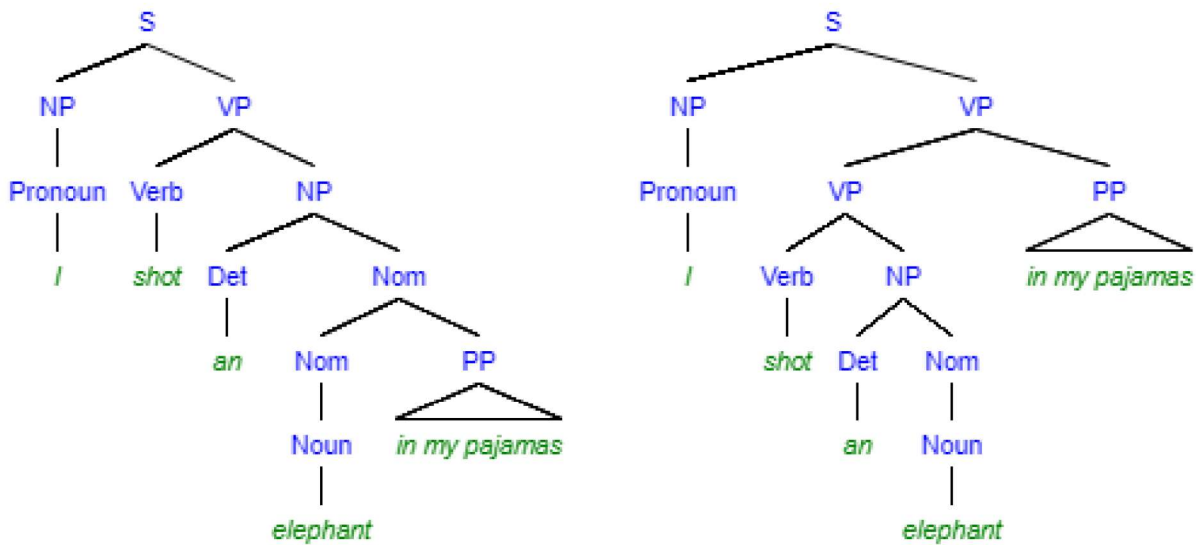 S S
NP VP NP VP
Pronoun Verb NP Pronoun VP PP
I shot Det Nom I Verb NP in my pajamas
an Nom PP shot Det Nom
Noun in my pajamas an Noun
elephant elephant